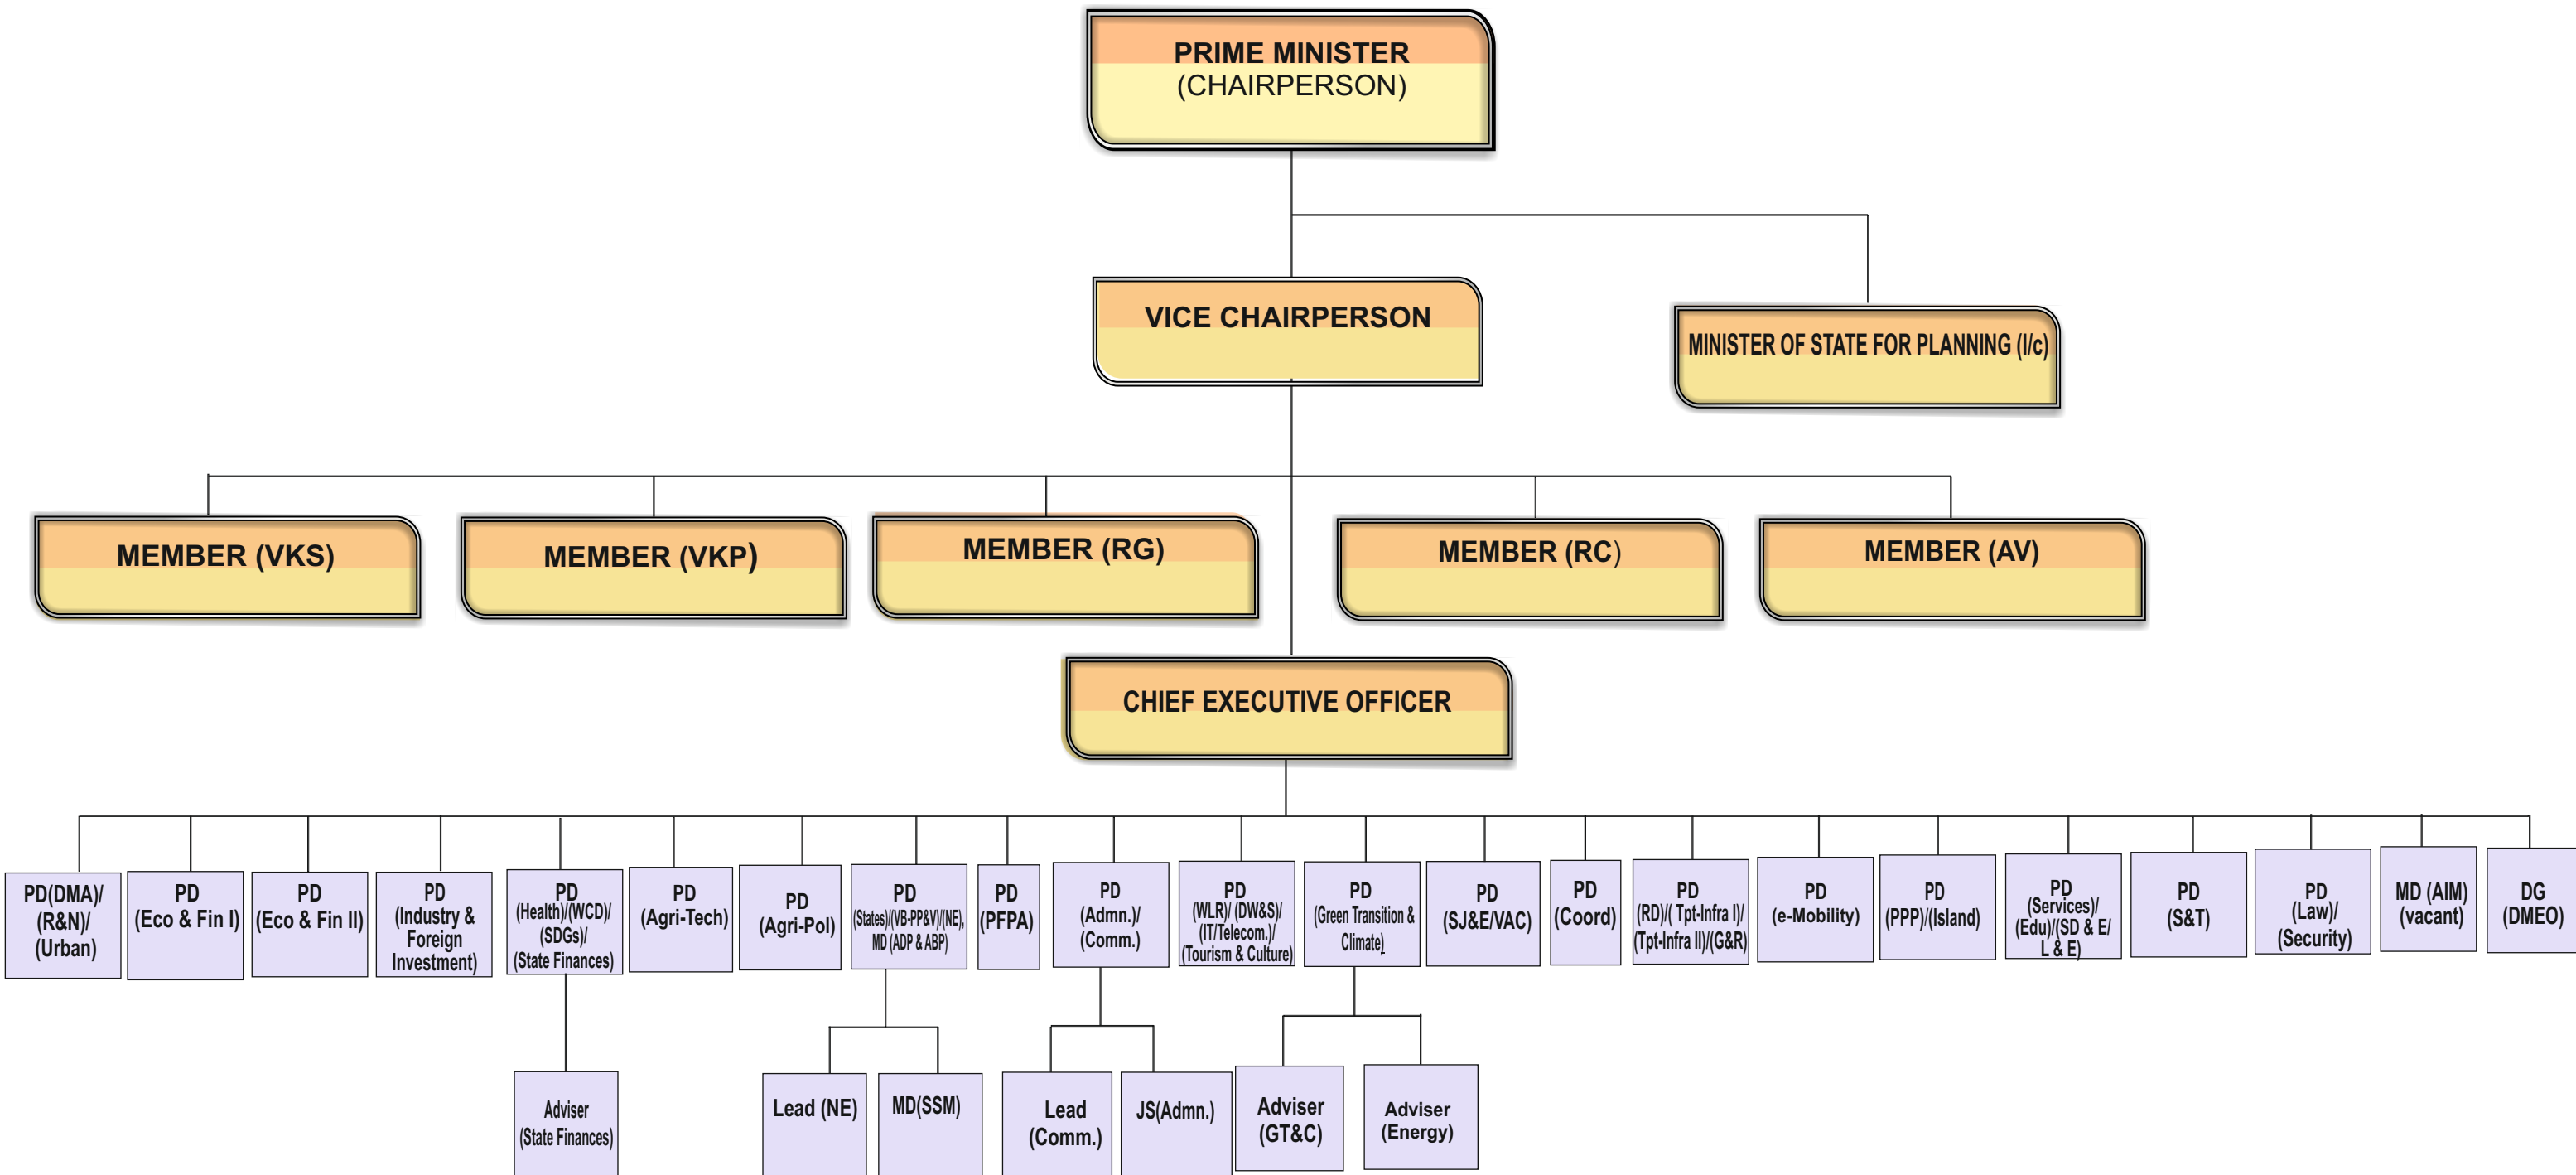 PRIME MINISTER
(CHAIRPERSON)
VICE CHAIRPERSON
MINISTER OF STATE FOR PLANNING (I/c)
MEMBER (VKS)
MEMBER (VKP)
MEMBER (RG)
MEMBER (RC)
MEMBER (AV)
CHIEF EXECUTIVE OFFICER
PD(DMA)/
(R&N)/
(Urban)
PD
(Eco & Fin I)
PD
(Eco & Fin II)
PD
(Industry &
Foreign
Investment)
PD
(Health)/(WCD)/
(SDGs)/
(State Finances)
PD
(Agri-Tech)
PD
(Agri-Pol)
PD
(States)/(VB-PP&V)/(NE),
MD (ADP & ABP)
PD
(PFPA)
PD
(Admn.)/
(Comm.)
PD
(WLR)/ (DW&S)/
(IT/Telecom.)/
(Tourism & Culture)
PD
(Green Transition &
Climate)
PD
(SJ&E/VAC)
PD
(Coord)
PD
(RD)/( Tpt-Infra I)/
(Tpt-Infra II)/(G&R)
PD
(e-Mobility)
PD
(PPP)/(Island)
PD
(Services)/
(Edu)/(SD & E/
L & E)
PD
(S&T)
PD
(Law)/
(Security)
MD (AIM)
(vacant)
DG
(DMEO)
Adviser
(State Finances)
Lead (NE)
MD(SSM)
Lead
(Comm.)
JS(Admn.)
Adviser
(GT&C)
Adviser
(Energy)